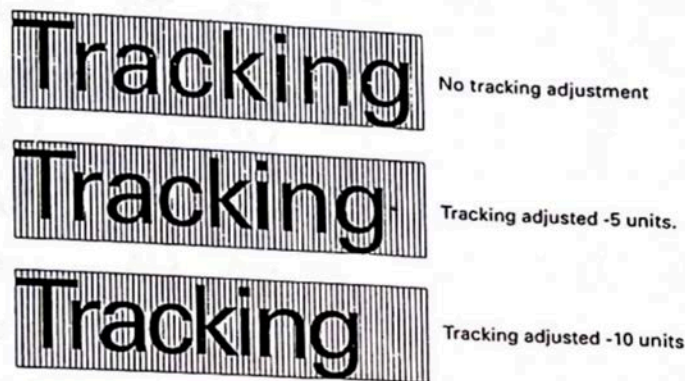 Tracking
No tracking adjustment
Tracking
Tracking adjusted -5 units.
Tracking
Tracking adjusted -10 units